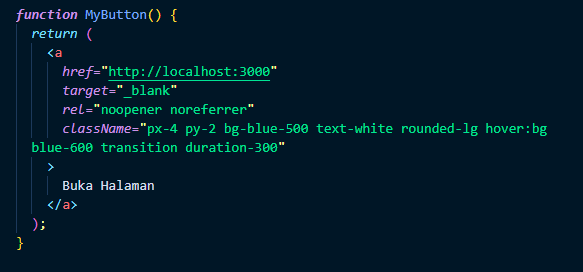 function MyButton() {
return (
<a
href="http://localhost:3000"
target="_blank"
rel="noopener noreferrer"
className="px-4 py-2 bg-blue-500 text-white rounded-lg hover:bg
blue-600 transition duration-300"
>
Buka Halaman
</a>
);
}